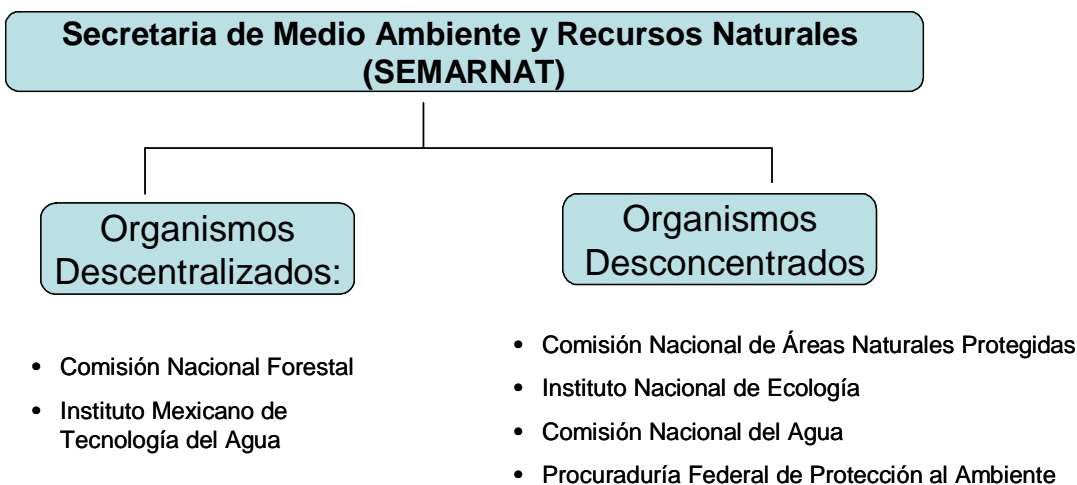 Secretaria de Medio Ambiente y Recursos Naturales
(SEMARNAT)
Organismos
Descentralizados:
• Comisión Nacional Forestal
• Instituto Mexicano de
Tecnología del Agua
Organismos
Desconcentrados
• Comisión Nacional de Áreas Naturales Protegidas
• Instituto Nacional de Ecología
• Comisión Nacional del Agua
• Procuraduría Federal de Protección al Ambiente